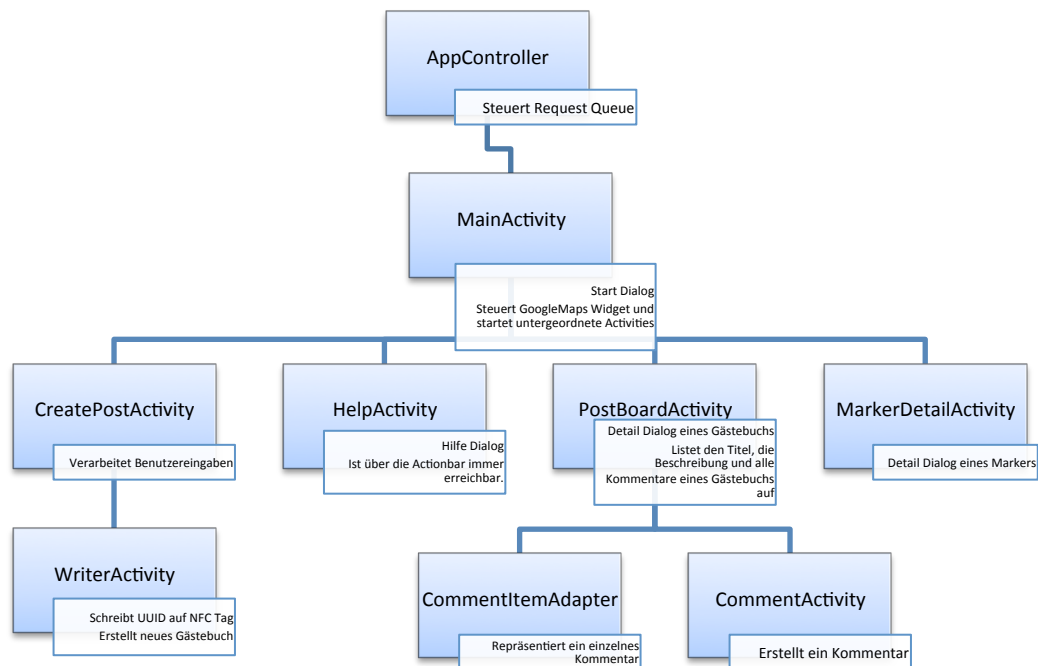 AppController
Steuert Request Queue
MainActivity
Start Dialog
Steuert GoogleMaps Widget und
startet untergeordnete Activities
CreatePostActivity
Verarbeitet Benutzereingaben
HelpActivity
Hilfe Dialog
Ist über die Actionbar immer
erreichbar.
PostBoardActivity
Detail Dialog eines Gästebuchs
Listet den Titel, die
Beschreibung und alle
Kommentare eines Gästebuchs
auf
MarkerDetailActivity
Detail Dialog eines Markers
WriterActivity
Schreibt UUID auf NFC Tag
Erstellt neues Gästebuch
CommentItemAdapter
Repräsentiert ein einzelnes
Kommentar
CommentActivity
Erstellt ein Kommentar